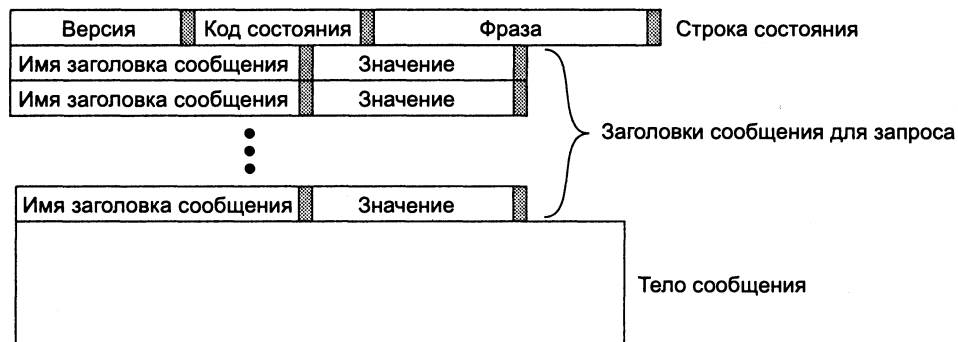 Версия Код состояния Фраза Строка состояния
Имя заголовка сообщения Значение
Имя заголовка сообщения Значение
Заголовки сообщения для запроса
Имя заголовка сообщения Значение
Тело сообщения